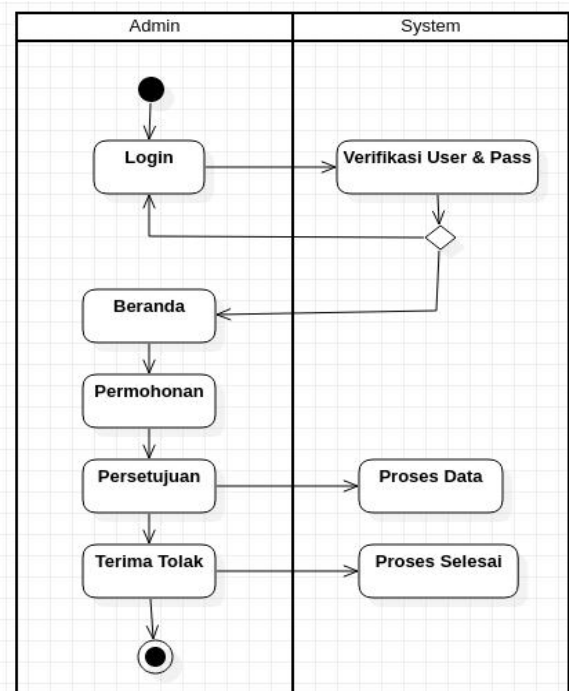 Admin
System
Login
Verifikasi User & Pass
Beranda
Permohonan
Persetujuan
Proses Data
Terima Tolak
Proses Selesai